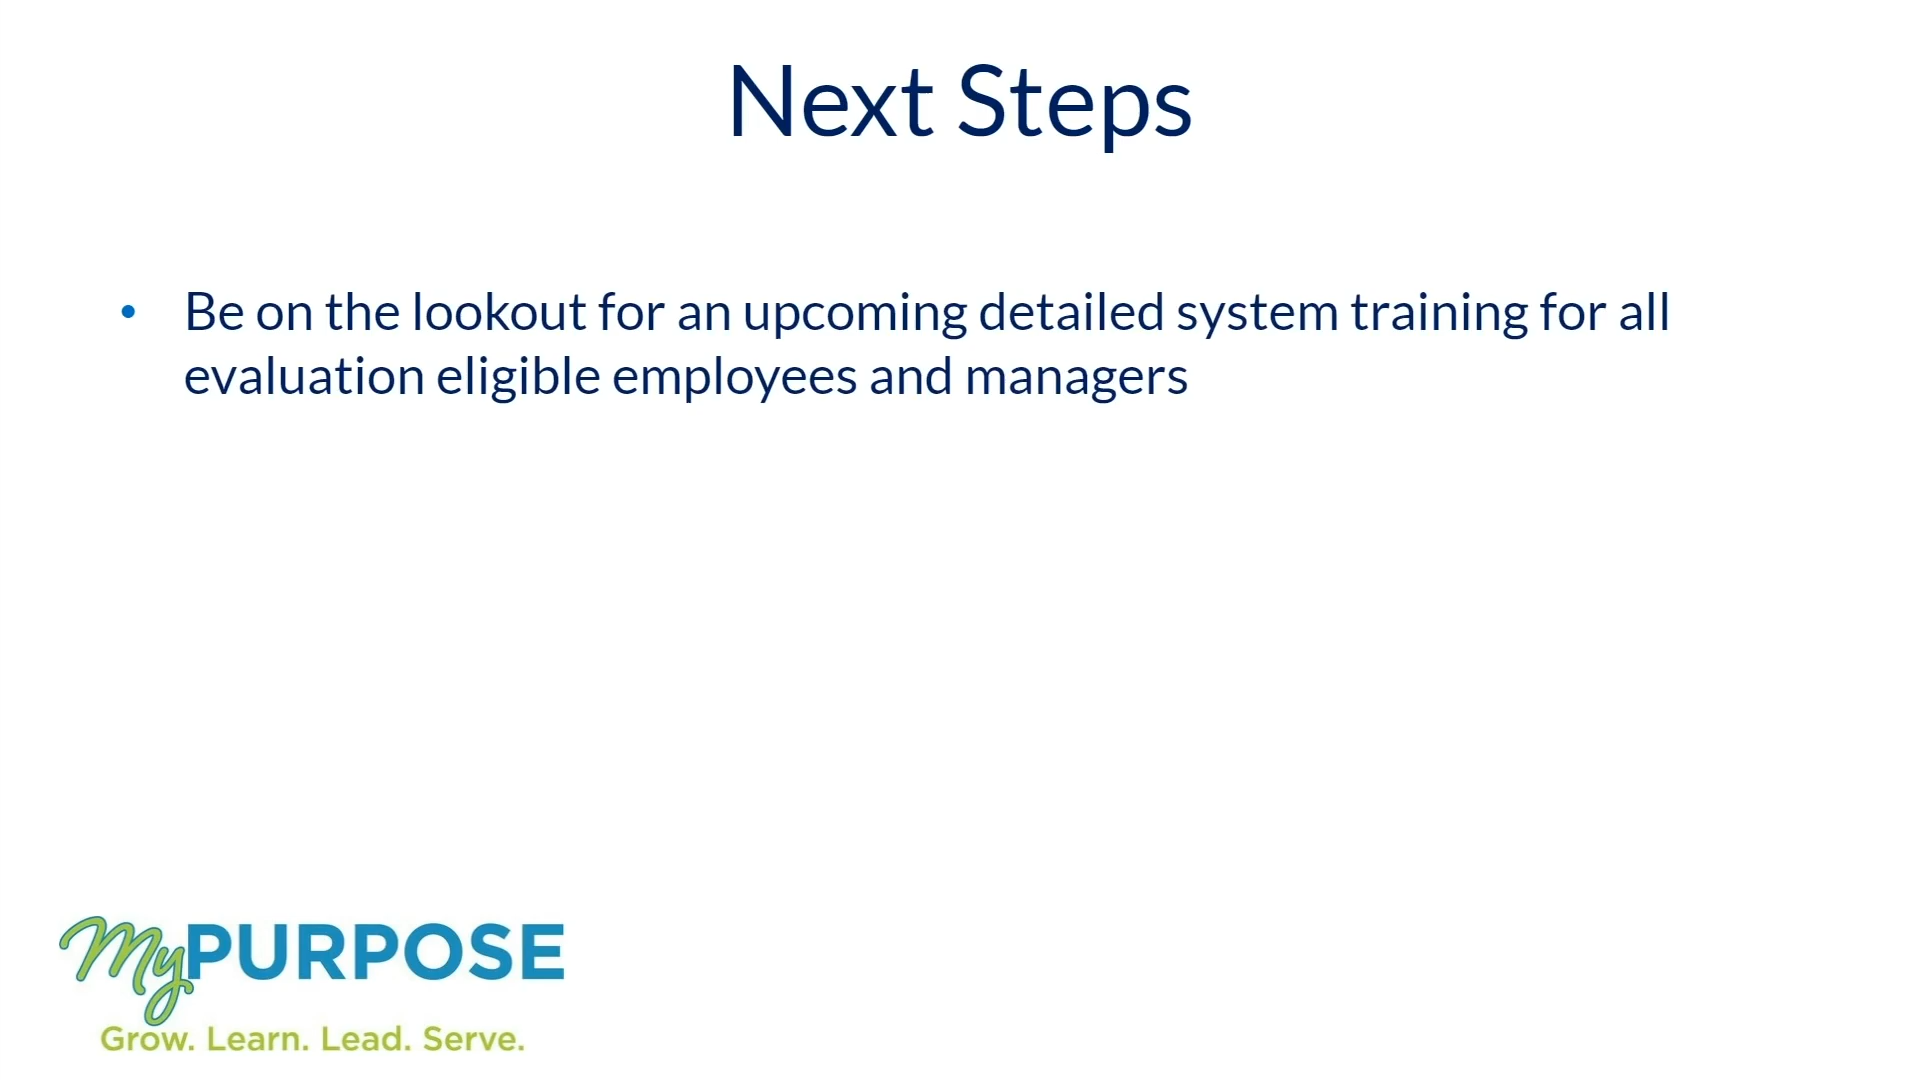 Next Steps
• Be on the lookout for an upcoming detailed system training for all
evaluation eligible employees and managers
MyPURPOSE
Grow. Learn. Lead. Serve.